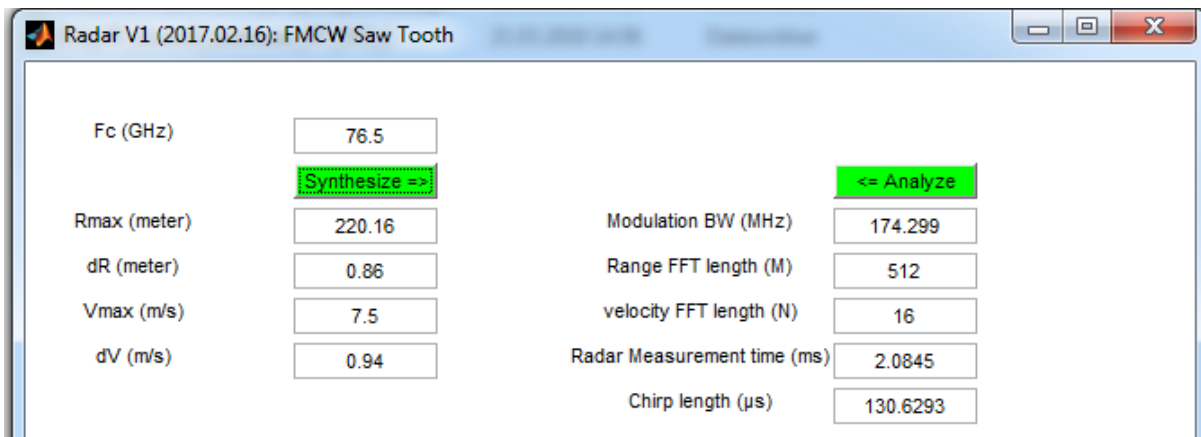 Radar V1 (2017.02.16): FMCW Saw Tooth
Fc (GHz) 76.5
Synthesize => <= Analyze
Rmax (meter) 220.16 Modulation BW (MHz) 174.299
dR (meter) 0.86 Range FFT length (M) 512
Vmax (m/s) 7.5 velocity FFT length (N) 16
dV (m/s) 0.94 Radar Measurement time (ms) 2.0845
Chirp length (µs) 130.6293